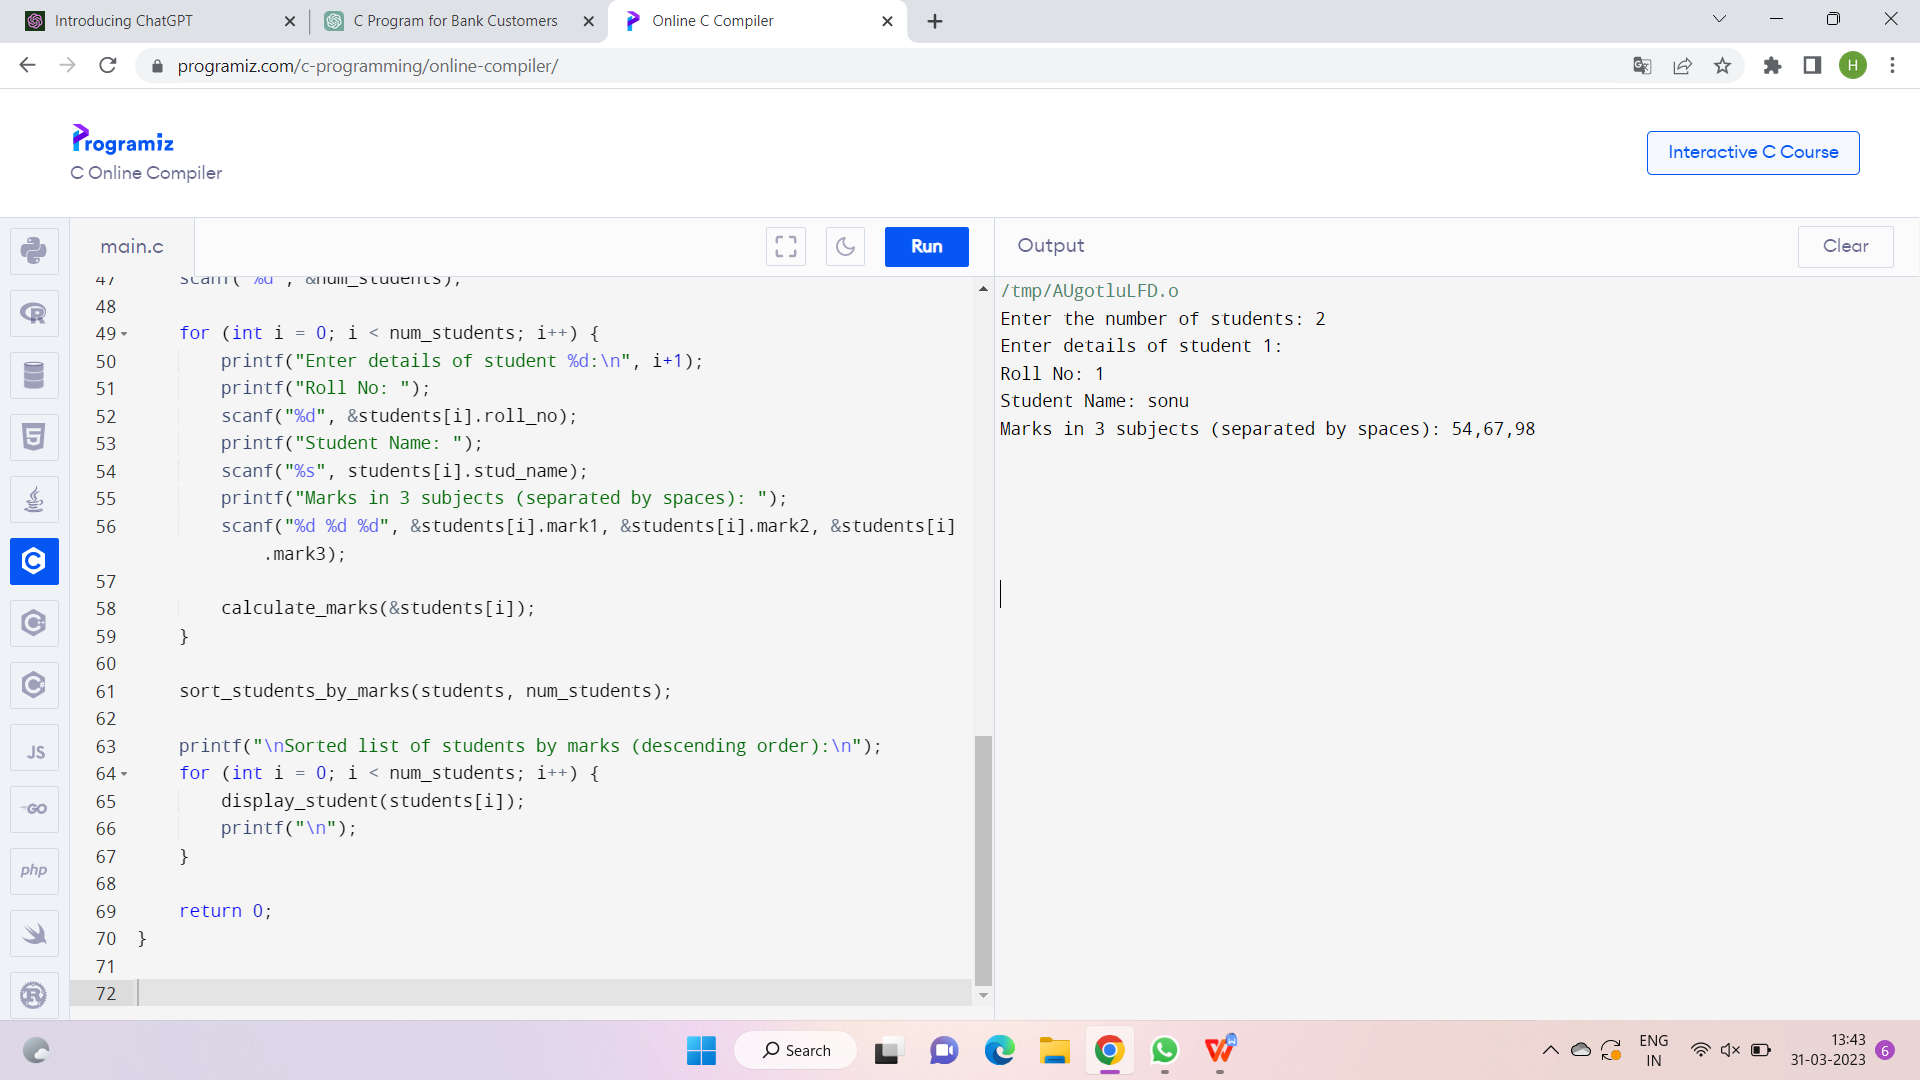 Introducing ChatGPT
C Program for Bank Customers
Online C Compiler
programiz.com/c-programming/online-compiler/
H
Programiz
C Online Compiler
Interactive C Course
main.c
Run
Output
Clear
47 scanf("%d", &num_students);
48
49 for (int i = 0; i < num_students; i++) {
50 printf("Enter details of student %d:\n", i+1);
51 printf("Roll No: ");
52 scanf("%d", &students[i].roll_no);
53 printf("Student Name: ");
54 scanf("%s", students[i].stud_name);
55 printf("Marks in 3 subjects (separated by spaces): ");
56 scanf("%d %d %d", &students[i].mark1, &students[i].mark2, &students[i]
.mark3);
57
58 calculate_marks(&students[i]);
59 }
60
61 sort_students_by_marks(students, num_students);
62
63 printf("\nSorted list of students by marks (descending order):\n");
64 for (int i = 0; i < num_students; i++) {
65 display_student(students[i]);
66 printf("\n");
67 }
68
69 return 0;
70 }
71
72
/tmp/AUgotluLFD.o
Enter the number of students: 2
Enter details of student 1:
Roll No: 1
Student Name: sonu
Marks in 3 subjects (separated by spaces): 54,67,98
R
5
C
C
C
JS
GO
php
R
Search
ENG
IN
13:43
31-03-2023
6